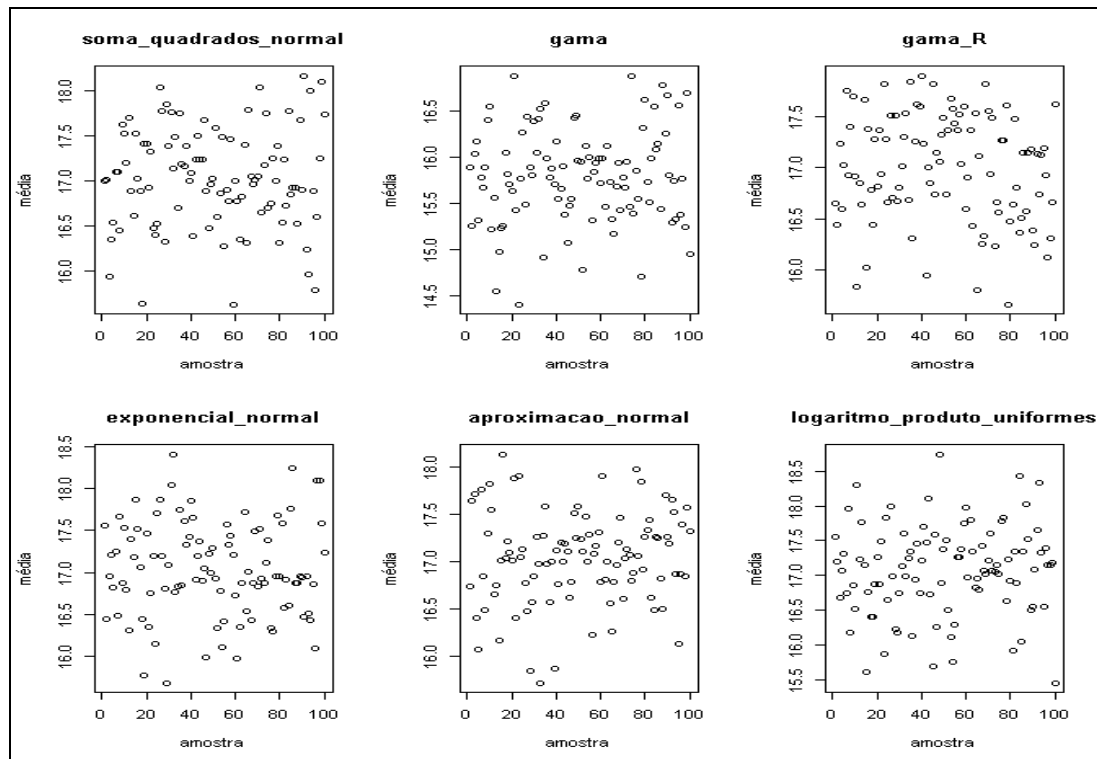 soma_quadrados_normal
média
18.0
17.5
17.0
16.5
16.0
0 20 40 60 80 100
amostra
gama
média
16.5
16.0
15.5
15.0
14.5
0 20 40 60 80 100
amostra
gama_R
média
17.5
17.0
16.5
16.0
0 20 40 60 80 100
amostra
exponencial_normal
média
18.5
18.0
17.5
17.0
16.5
16.0
0 20 40 60 80 100
amostra
aproximacao_normal
média
18.0
17.5
17.0
16.5
16.0
0 20 40 60 80 100
amostra
logaritmo_produto_uniformes
média
18.5
18.0
17.5
17.0
16.5
16.0
15.5
0 20 40 60 80 100
amostra